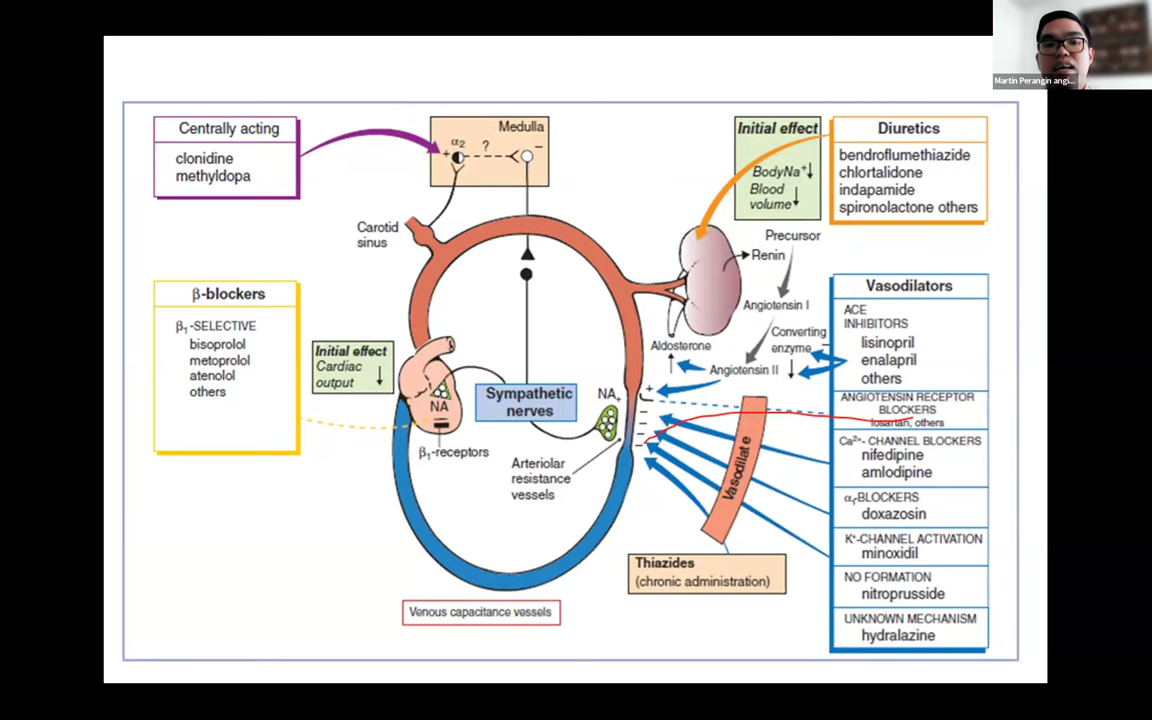 Martin Perangin angi...
Centrally acting
clonidine
methyldopa
Medulla
α2
+
?
−
Carotid
sinus
Initial effect
BodyNa+↓
Blood
volume↓
Diuretics
bendroflumethiazide
chlortalidone
indapamide
spironolactone others
Precursor
Renin
Angiotensin I
Converting
enzyme
−
Aldosterone
Angiotensin II
β-blockers
β1-SELECTIVE
bisoprolol
metoprolol
atenolol
others
Initial effect
Cardiac
output ↓
NA
β1-receptors
Sympathetic
nerves
NA
+
+
−
−
−
−
Arteriolar
resistance
vessels
Vasodilate
Vasodilators
ACE
INHIBITORS
lisinopril
enalapril
others
ANGIOTENSIN RECEPTOR
BLOCKERS
losartan, others
Ca2+- CHANNEL BLOCKERS
nifedipine
amlodipine
α1-BLOCKERS
doxazosin
K+-CHANNEL ACTIVATION
minoxidil
NO FORMATION
nitroprusside
UNKNOWN MECHANISM
hydralazine
Thiazides
(chronic administration)
Venous capacitance vessels